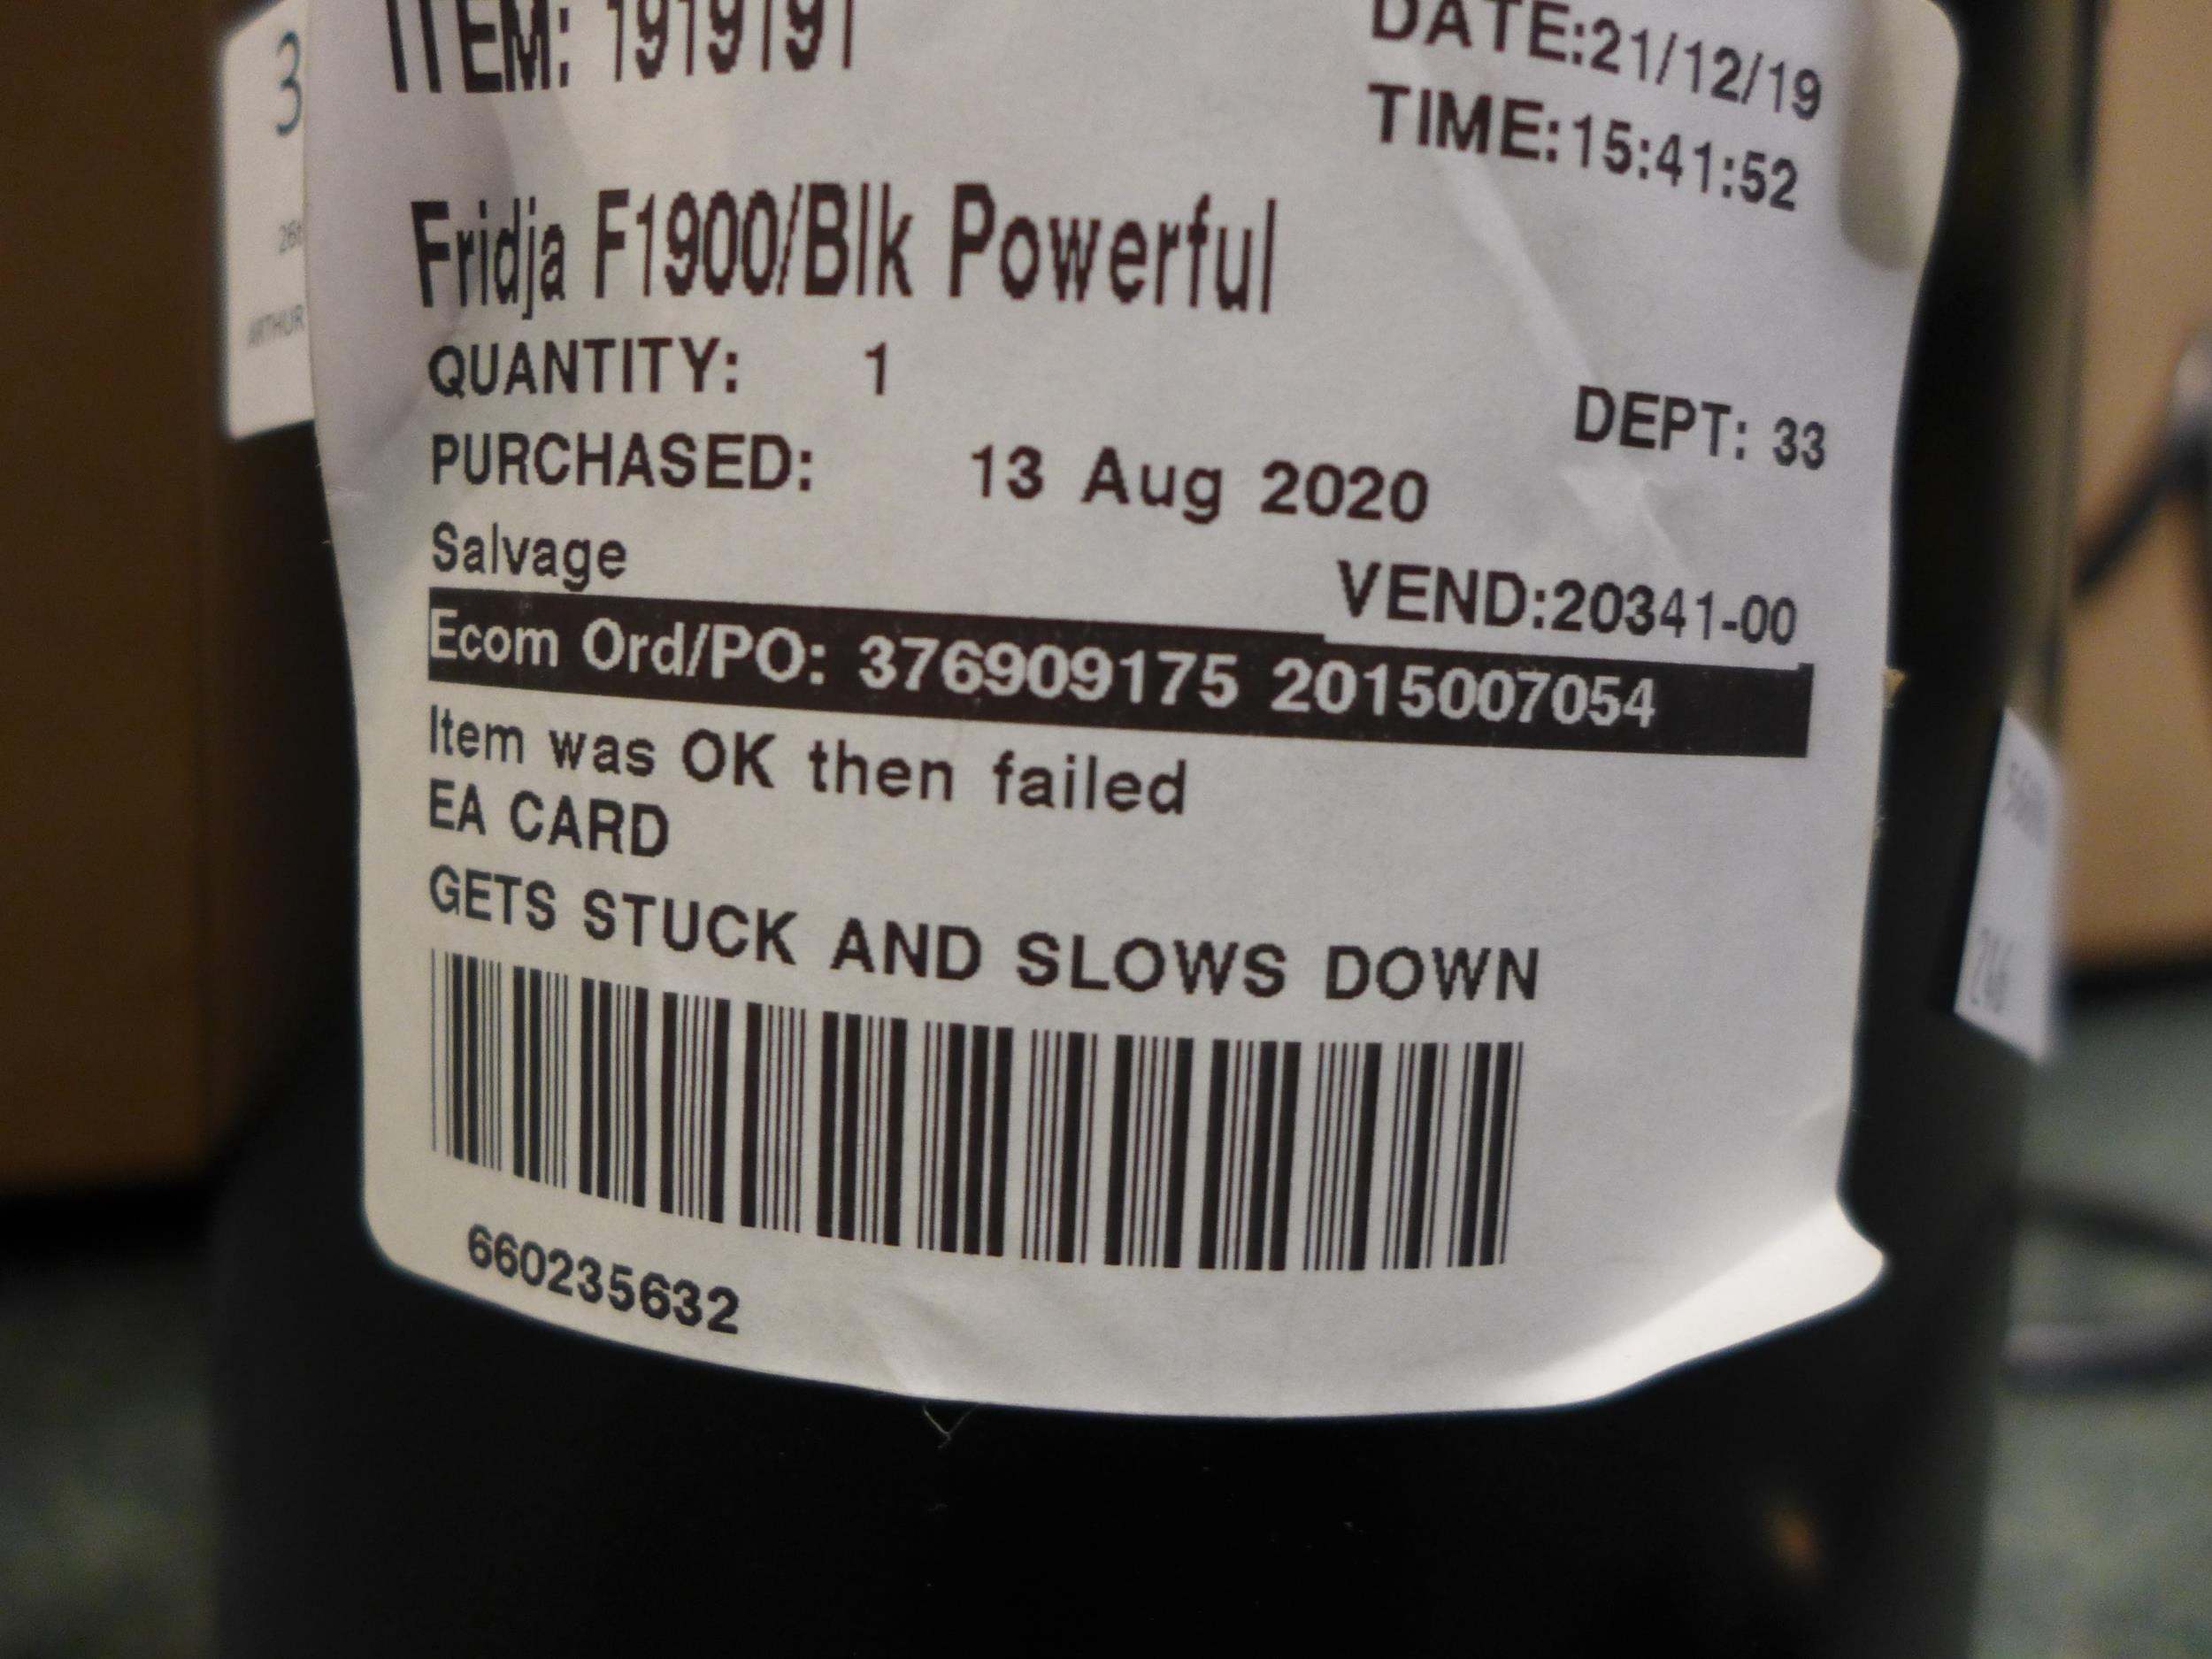 3
ARTHUR
ITEM: 1919191
DATE:21/12/19
TIME:15:41:52
Fridja F1900/Blk Powerful
QUANTITY: 1
DEPT: 33
PURCHASED: 13 Aug 2020
Salvage
VEND:20341-00
Ecom Ord/PO: 376909175 2015007054
Item was OK then failed
EA CARD
GETS STUCK AND SLOWS DOWN
660235632